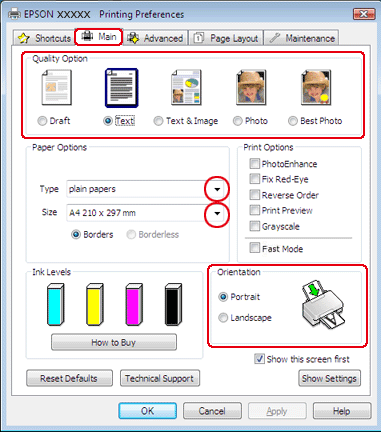 EPSON XXXXX Printing Preferences
Shortcuts Main Advanced Page Layout Maintenance
Quality Option
Draft Text Text & Image Photo Best Photo
Paper Options
Type plain papers
Size A4 210 x 297 mm
Borders Borderless
Print Options
PhotoEnhance
Fix Red-Eye
Reverse Order
Print Preview
Grayscale
Fast Mode
Ink Levels
How to Buy
Orientation
Portrait
Landscape
Show this screen first
Reset Defaults Technical Support Show Settings
OK Cancel Apply Help